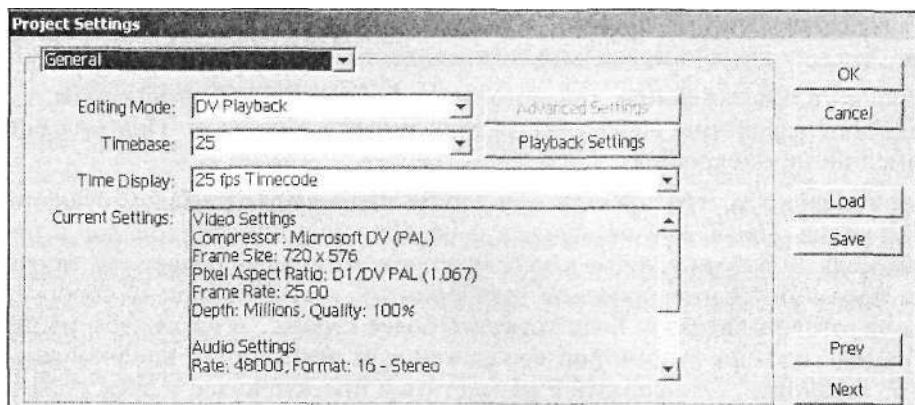 Project Settings
General
OK
Editing Mode: DV Playback
Advanced Settings
Cancel
Timebase: 25
Playback Settings
Time Display: 25 fps Timecode
Current Settings:
Video Settings
Compressor: Microsoft DV (PAL)
Frame Size: 720 x 576
Pixel Aspect Ratio: D1/DV PAL (1.067)
Frame Rate: 25.00
Depth: Millions, Quality: 100%
Audio Settings
Rate: 48000, Format: 16 - Stereo
Load
Save
Prev
Next